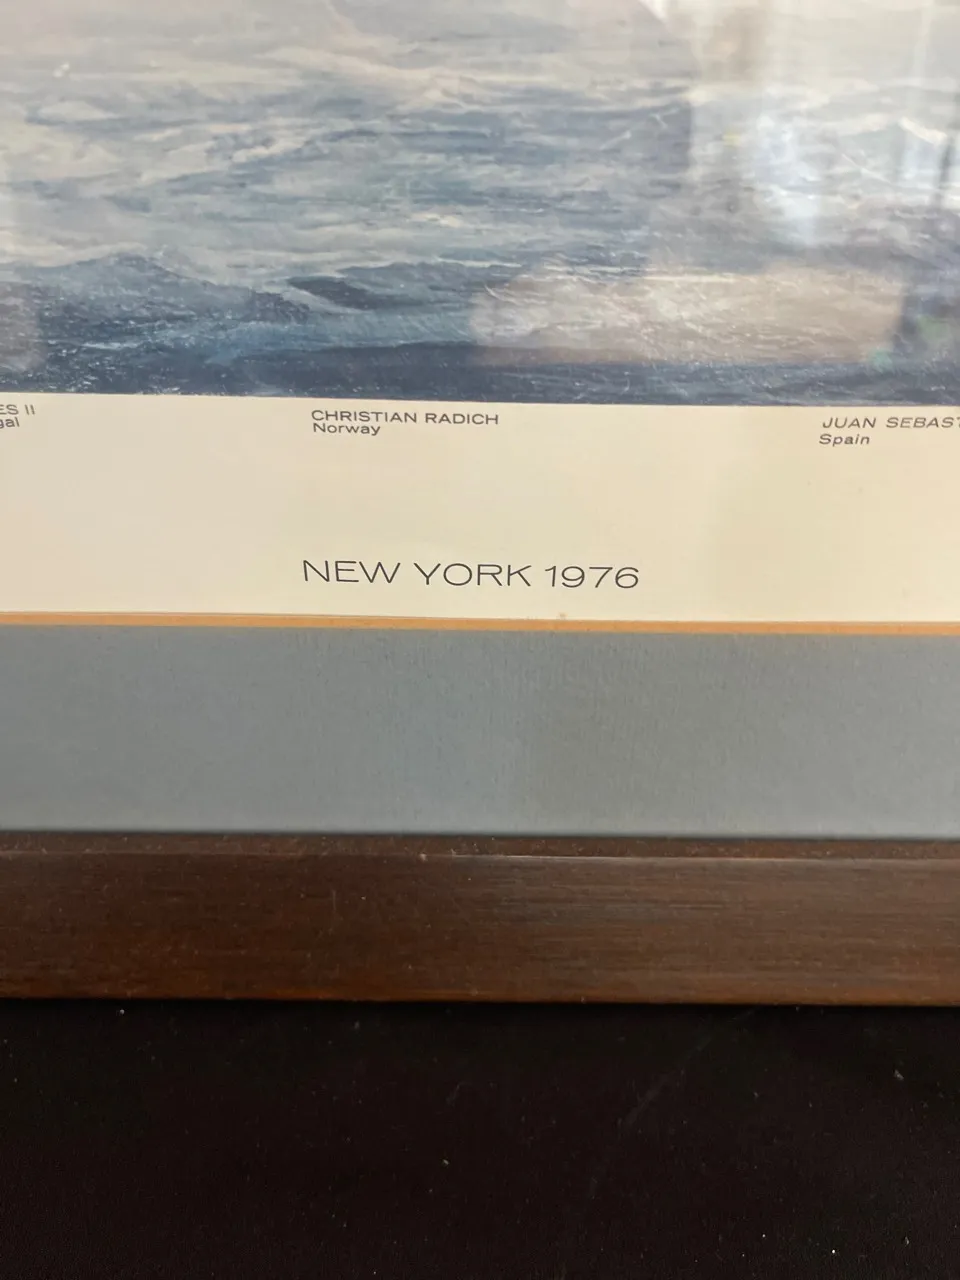 ES II
gal
CHRISTIAN RADICH
Norway
JUAN SEBAST
Spain
NEW YORK 1976